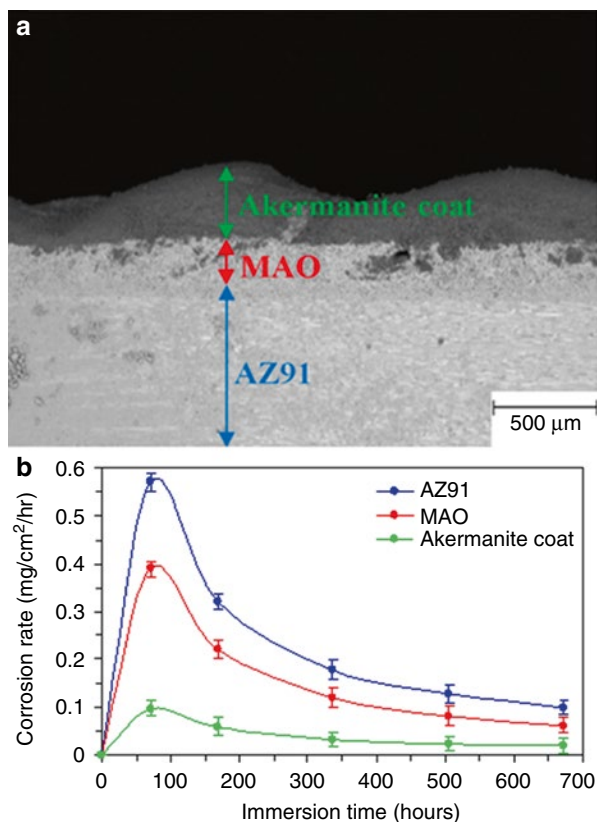 a
Akermanite coat
MAO
AZ91
500 μm
b
0.6
0.5
0.4
0.3
0.2
0.1
0
Corrosion rate (mg/cm²/hr)
AZ91
MAO
Akermanite coat
0 100 200 300 400 500 600 700
Immersion time (hours)